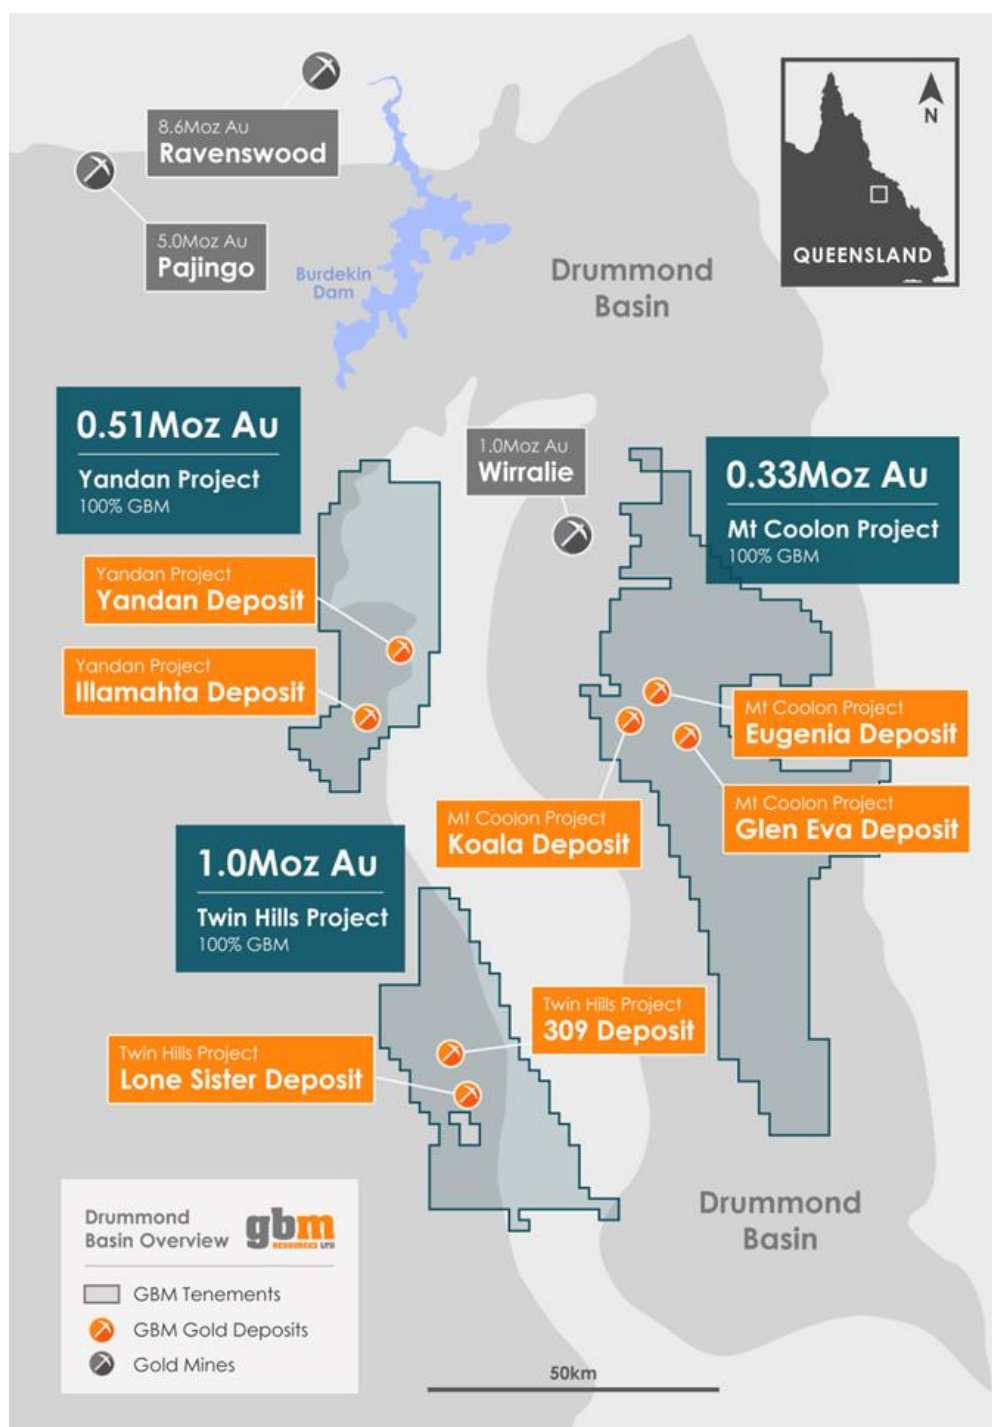 8.6Moz Au
Ravenswood
5.0Moz Au
Pajingo
Burdekin
Dam
Drummond
Basin
N
QUEENSLAND
0.51Moz Au
Yandan Project
100% GBM
1.0Moz Au
Wirralie
0.33Moz Au
Mt Coolon Project
100% GBM
Yandan Project
Yandan Deposit
Yandan Project
Illamahta Deposit
Mt Coolon Project
Eugenia Deposit
Mt Coolon Project
Koala Deposit
Mt Coolon Project
Glen Eva Deposit
1.0Moz Au
Twin Hills Project
100% GBM
Twin Hills Project
309 Deposit
Twin Hills Project
Lone Sister Deposit
Drummond
Basin
Drummond
Basin Overview
gbm
RESOURCES LTD
GBM Tenements
GBM Gold Deposits
Gold Mines
50km